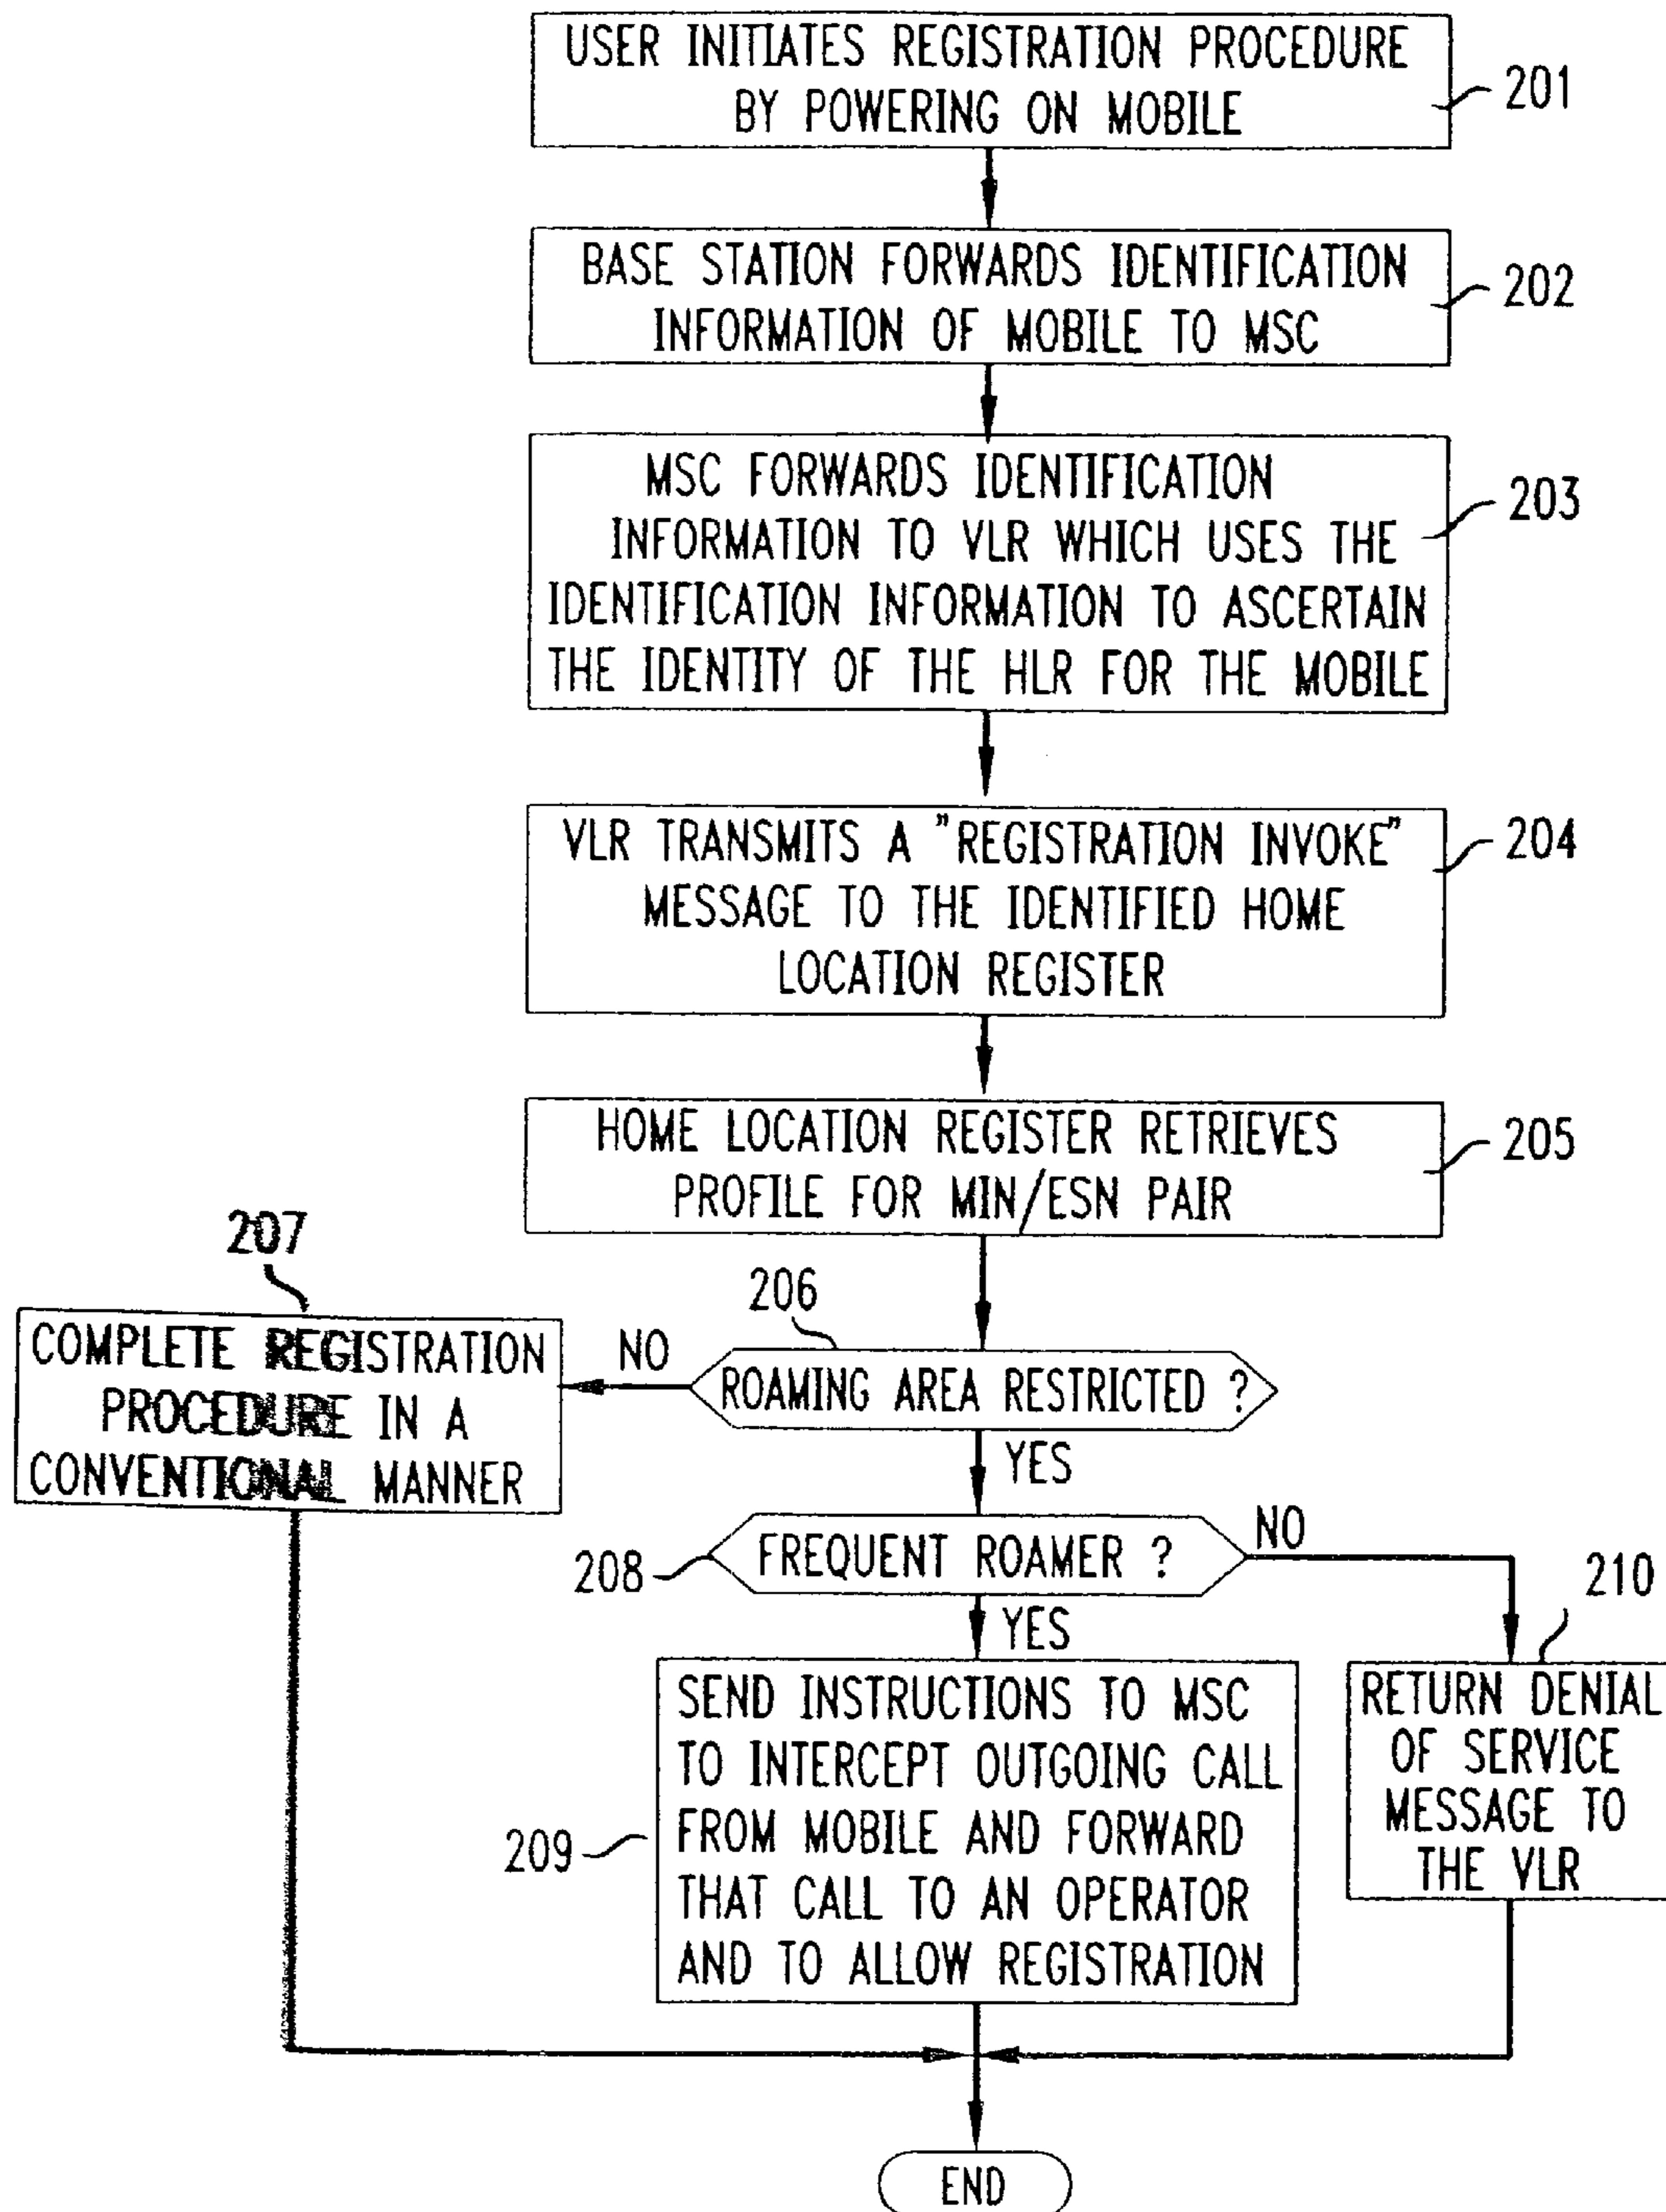 USER INITIATES REGISTRATION PROCEDURE
BY POWERING ON MOBILE
201
BASE STATION FORWARDS IDENTIFICATION
INFORMATION OF MOBILE TO MSC
202
MSC FORWARDS IDENTIFICATION
INFORMATION TO VLR WHICH USES THE
IDENTIFICATION INFORMATION TO ASCERTAIN
THE IDENTITY OF THE HLR FOR THE MOBILE
203
VLR TRANSMITS A "REGISTRATION INVOKE"
MESSAGE TO THE IDENTIFIED HOME
LOCATION REGISTER
204
HOME LOCATION REGISTER RETRIEVES
PROFILE FOR MIN/ESN PAIR
205
206
ROAMING AREA RESTRICTED ?
NO
207
COMPLETE REGISTRATION
PROCEDURE IN A
CONVENTIONAL MANNER
YES
208
FREQUENT ROAMER ?
NO
YES
209
SEND INSTRUCTIONS TO MSC
TO INTERCEPT OUTGOING CALL
FROM MOBILE AND FORWARD
THAT CALL TO AN OPERATOR
AND TO ALLOW REGISTRATION
210
RETURN DENIAL
OF SERVICE
MESSAGE TO
THE VLR
END